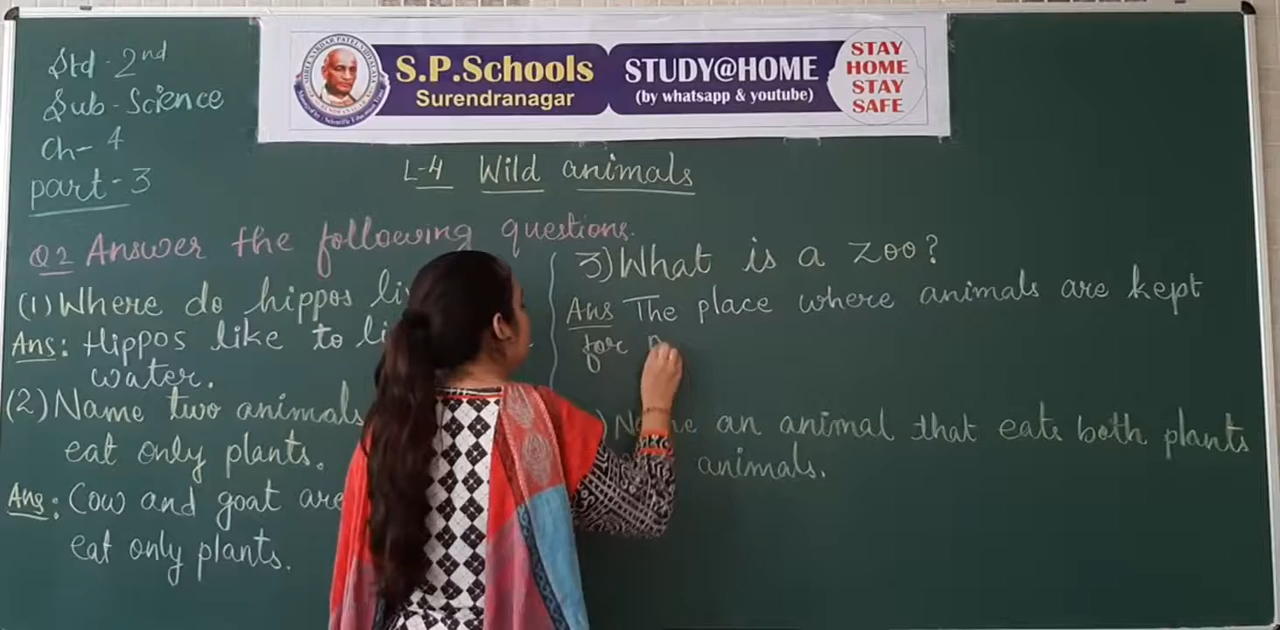 Std - 2nd
Sub - Science
Ch - 4
part - 3
S.P.Schools
Surendranagar
STUDY@HOME
(by whatsapp & youtube)
STAY
HOME
STAY
SAFE
L-4 Wild animals
Q2 Answer the following questions.
(1) Where do hippos
Ans: Hippos like to
water.
(2) Name two animals
eat only plants.
Ans: Cow and goat are
eat only plants.
3) What is a zoo?
Ans The place where animals are kept
for
an animal that eats both plants
animals.